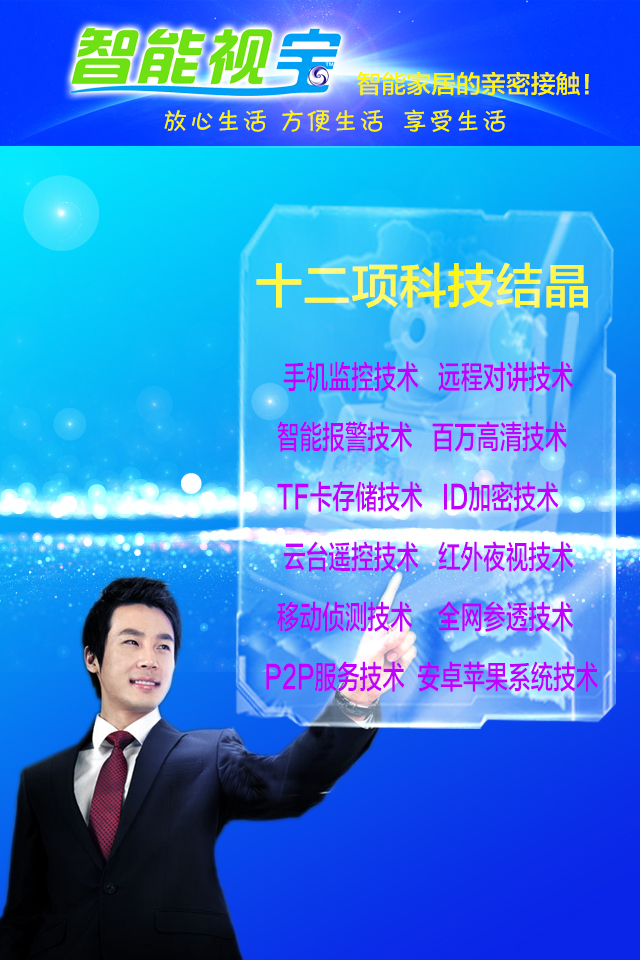 智能视宝™
智能家居的亲密接触！
放心生活 方便生活 享受生活
十二项科技结晶
手机监控技术 远程对讲技术
智能报警技术 百万高清技术
TF卡存储技术 ID加密技术
云台遥控技术 红外夜视技术
移动侦测技术 全网参透技术
P2P服务技术 安卓苹果系统技术